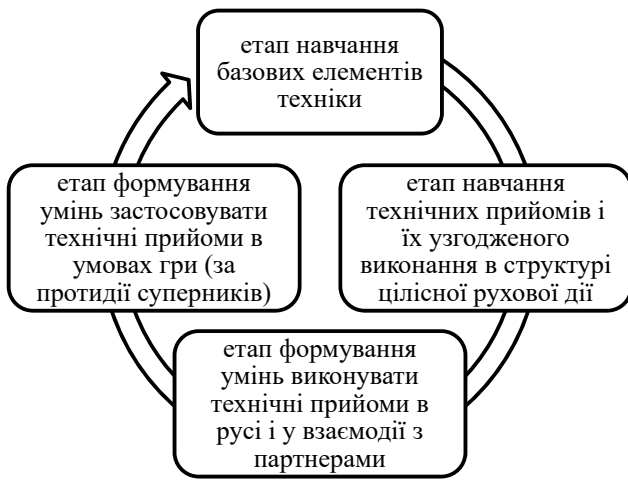 етап навчання
базових елементів
техніки
етап навчання
технічних прийомів і
їх узгодженого
виконання в структурі
цілісної рухової дії
етап формування
умінь виконувати
технічні прийоми в
русі і у взаємодії з
партнерами
етап формування
умінь застосовувати
технічні прийоми в
умовах гри (за
протидії суперників)